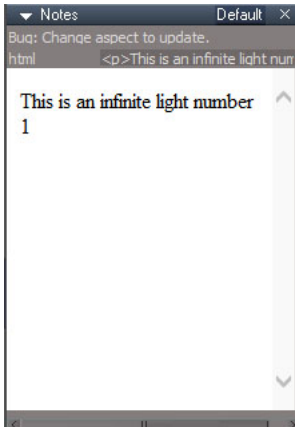 Notes Default
Bug: Change aspect to update.
html <p>This is an infinite light num
This is an infinite light number
1